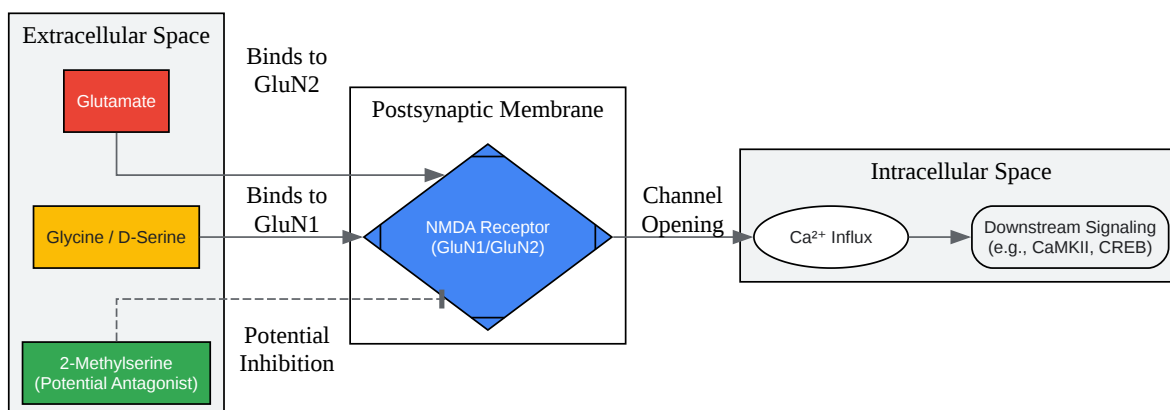 Extracellular Space
Glutamate
Glycine / D-Serine
2-Methylserine
(Potential Antagonist)
Binds to
GluN2
Binds to
GluN1
Potential
Inhibition
Postsynaptic Membrane
NMDA Receptor
(GluN1/GluN2)
Channel
Opening
Intracellular Space
Ca²⁺ Influx
Downstream Signaling
(e.g., CaMKII, CREB)